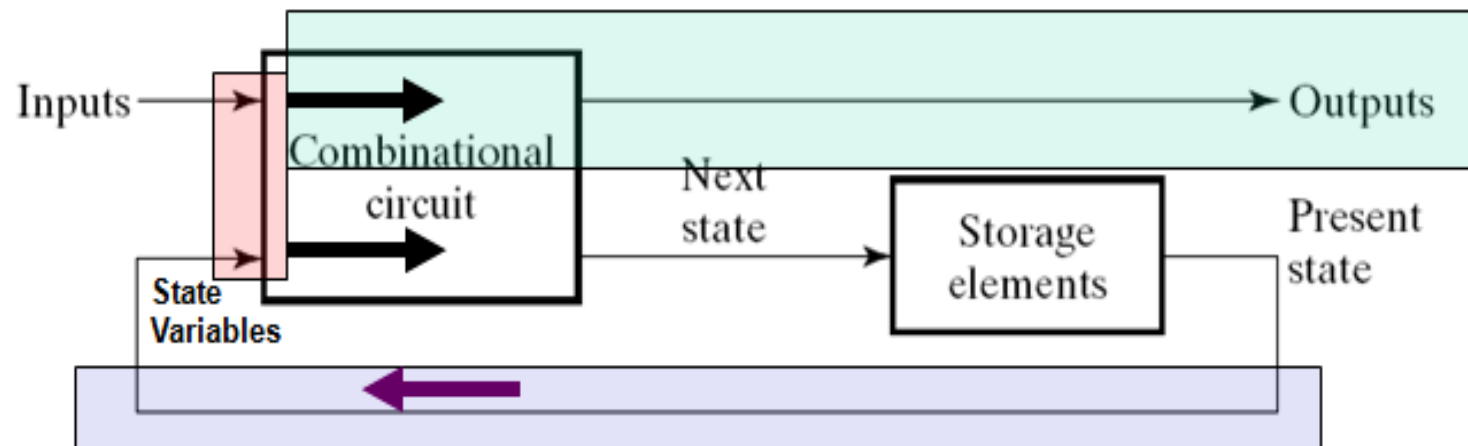 Inputs
Combinational
circuit
Outputs
Next
state
Storage
elements
Present
state
State
Variables